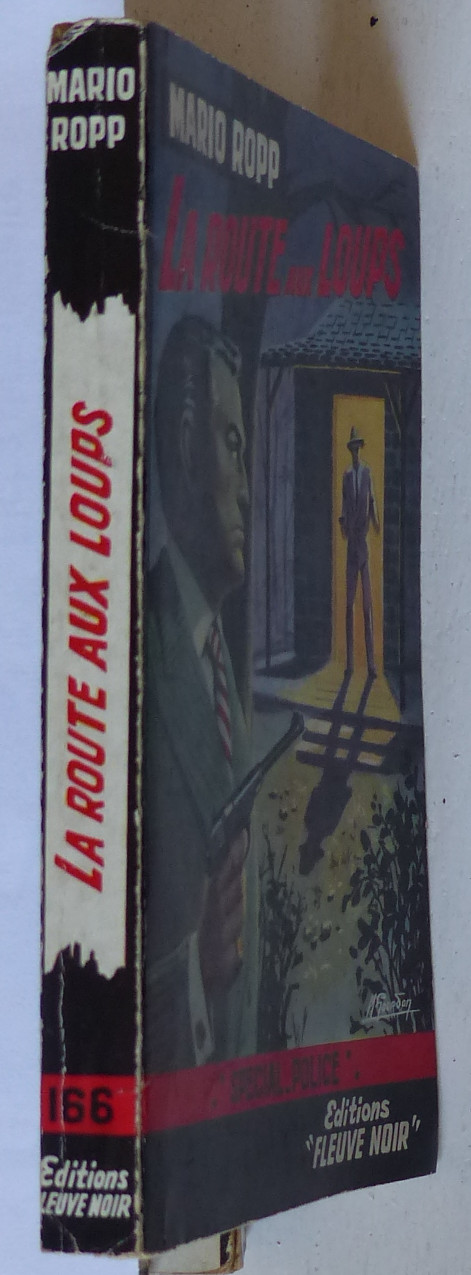 MARIO
ROPP
LA ROUTE AUX LOUPS
166
Editions
LEUVE NOIR
MARIO ROPP
LA ROUTE aux LOUPS
SPECIAL-POLICE
Editions
"FLEUVE NOIR"